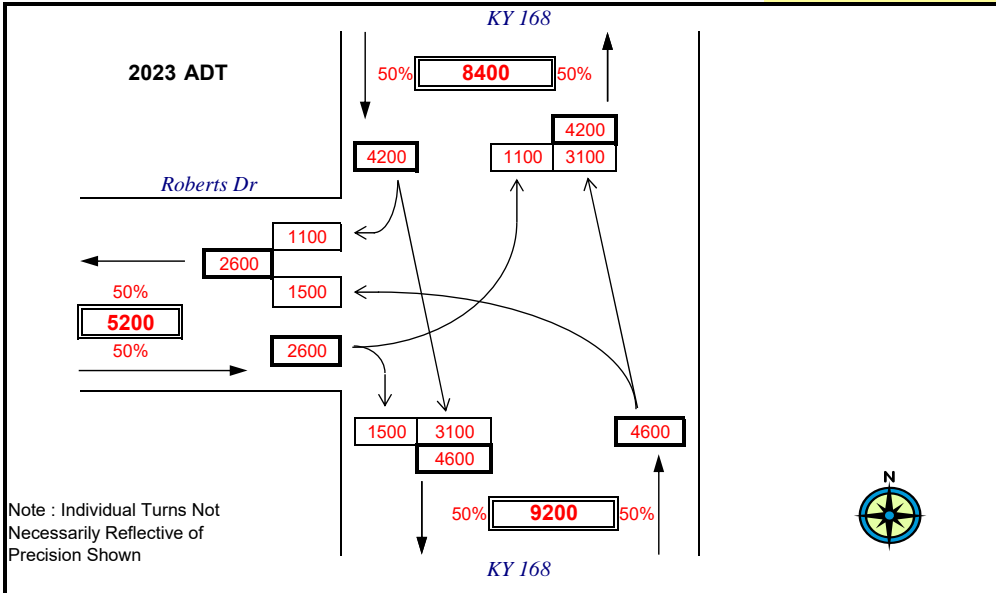 KY 168
2023 ADT
50% 8400 50%
4200
4200
1100 3100
Roberts Dr
1100
2600
1500
50%
5200
50%
2600
1500 3100
4600
4600
Note : Individual Turns Not
Necessarily Reflective of
Precision Shown
50% 9200 50%
N
KY 168